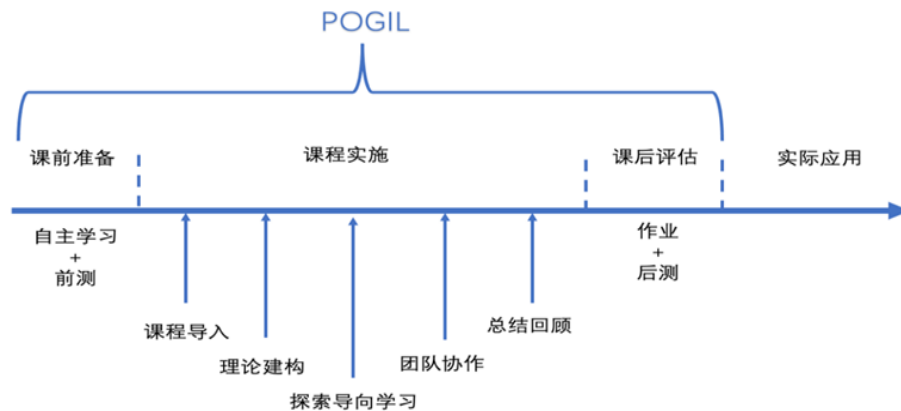 POGIL
课前准备
课程实施
课后评估
实际应用
自主学习
+
前测
作业
+
后测
课程导入
理论建构
探索导向学习
团队协作
总结回顾